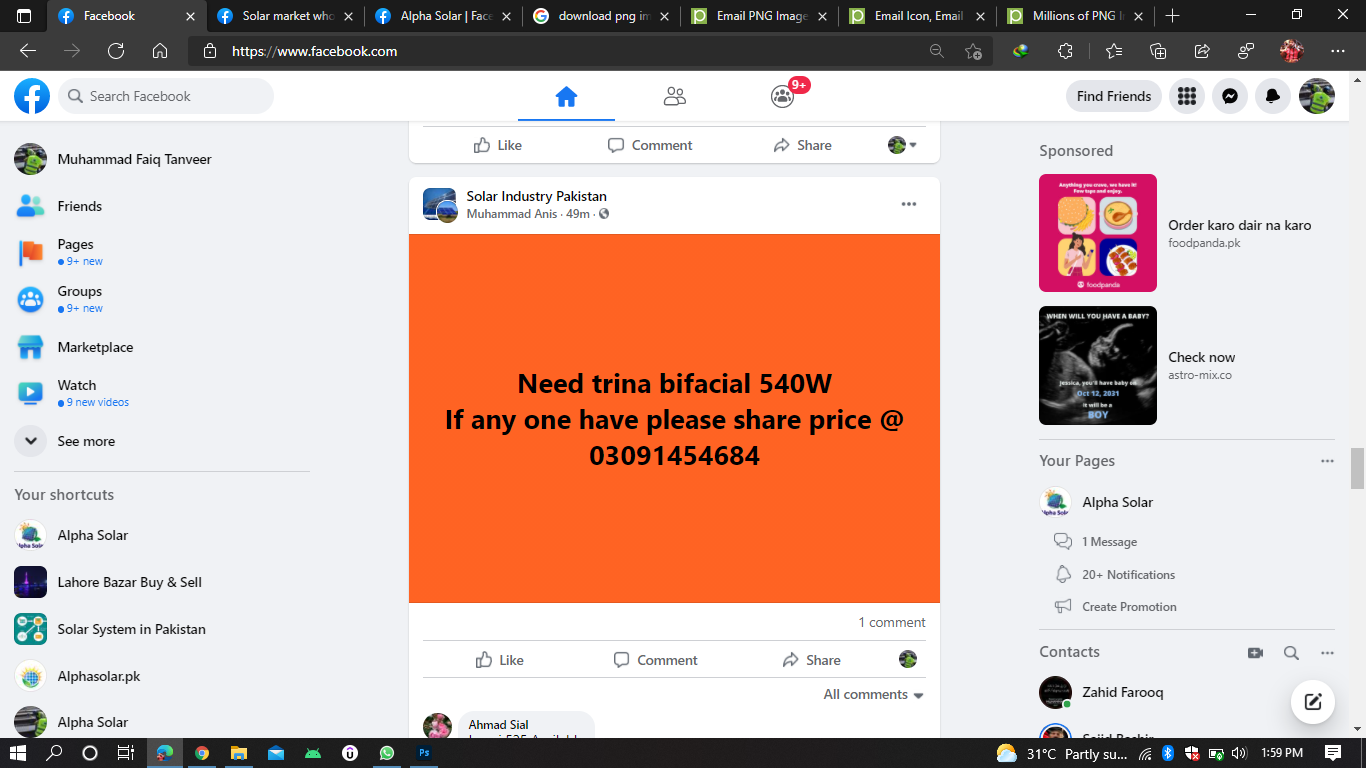 Facebook
Solar market who
Alpha Solar | Face
download png im
Email PNG Image
Email Icon, Email
Millions of PNG I
https://www.facebook.com
Search Facebook
9+
Find Friends
Muhammad Faiq Tanveer
Friends
Pages
9+ new
Groups
9+ new
Marketplace
Watch
9 new videos
See more
Your shortcuts
Alpha Solar
Lahore Bazar Buy & Sell
Solar System in Pakistan
Alphasolar.pk
Alpha Solar
Like
Comment
Share
Solar Industry Pakistan
Muhammad Anis · 49m ·
Need trina bifacial 540W
If any one have please share price @
03091454684
1 comment
Like
Comment
Share
All comments
Ahmad Sial
Sponsored
Anything you crave, we have it!
Few taps and enjoy.
foodpanda
Order karo dair na karo
foodpanda.pk
WHEN WILL YOU HAVE A BABY?
Jessica, you'll have baby on
Oct 12, 2031
it will be a
BOY
Check now
astro-mix.co
Your Pages
Alpha Solar
1 Message
20+ Notifications
Create Promotion
Contacts
Zahid Farooq
31°C Partly su...
1:59 PM